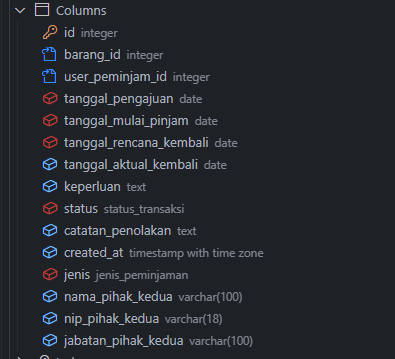 Columns
id integer
barang_id integer
user_peminjam_id integer
tanggal_pengajuan date
tanggal_mulai_pinjam date
tanggal_rencana_kembali date
tanggal_aktual_kembali date
keperluan text
status status_transaksi
catatan_penolakan text
created_at timestamp with time zone
jenis jenis_peminjaman
nama_pihak_kedua varchar(100)
nip_pihak_kedua varchar(18)
jabatan_pihak_kedua varchar(100)